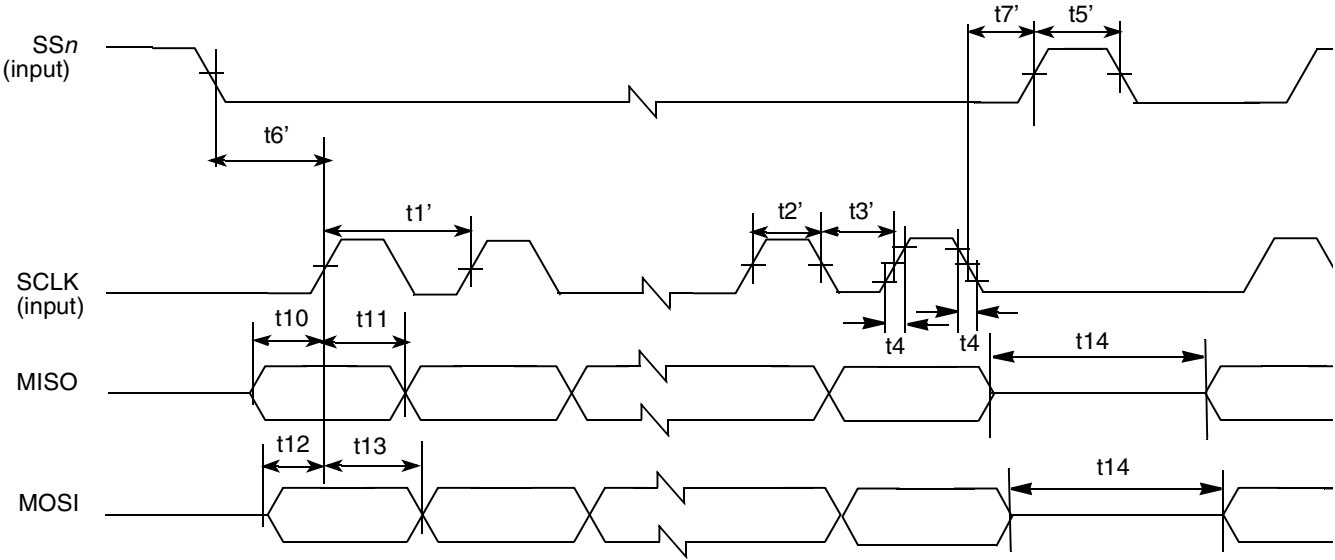 t7’ t5’
SSn
(input)
t6’
t1’ t2’ t3’
SCLK
(input)
t10 t11
t4 t4
t14
MISO
t12 t13
t14
MOSI